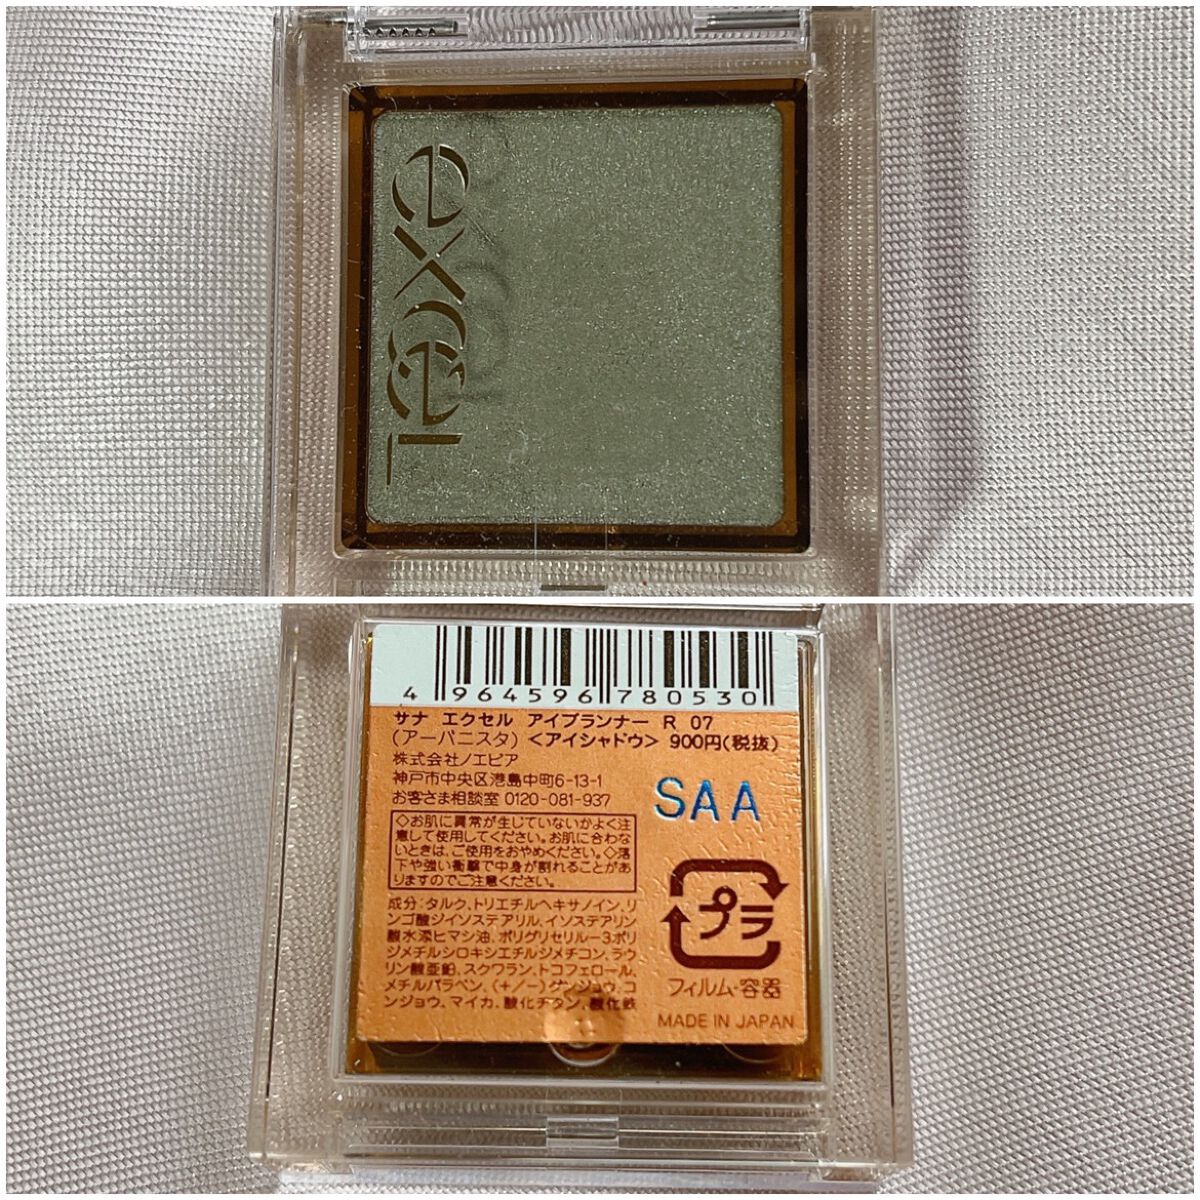 excel
4 964596 780530
サナ エクセル アイプランナー R 07
(アーバニスタ) <アイシャドウ> 900円(税抜)
株式会社ノエビア
神戸市中央区港島中町6-13-1
お客さま相談室 0120-081-937
SAA
◇お肌に異常が生じていないかよく注
意して使用してください。お肌に合わな
いときは、ご使用をおやめください。◇落
下や強い衝撃で中身が割れることがあ
りますのでご注意ください。
成分:タルク、トリエチルヘキサノイン、リ
ンゴ酸ジイソステアリル、イソステアリン
酸水添ヒマシ油、ポリグリセリル-3ポリ
ジメチルシロキシエチルジメチコン、ラウ
リン酸亜鉛、スクワラン、トコフェロール、
メチルパラベン、(+/-)グンジョウ、コ
ンジョウ、マイカ、酸化チタン、酸化鉄
プラ
フィルム・容器
MADE IN JAPAN